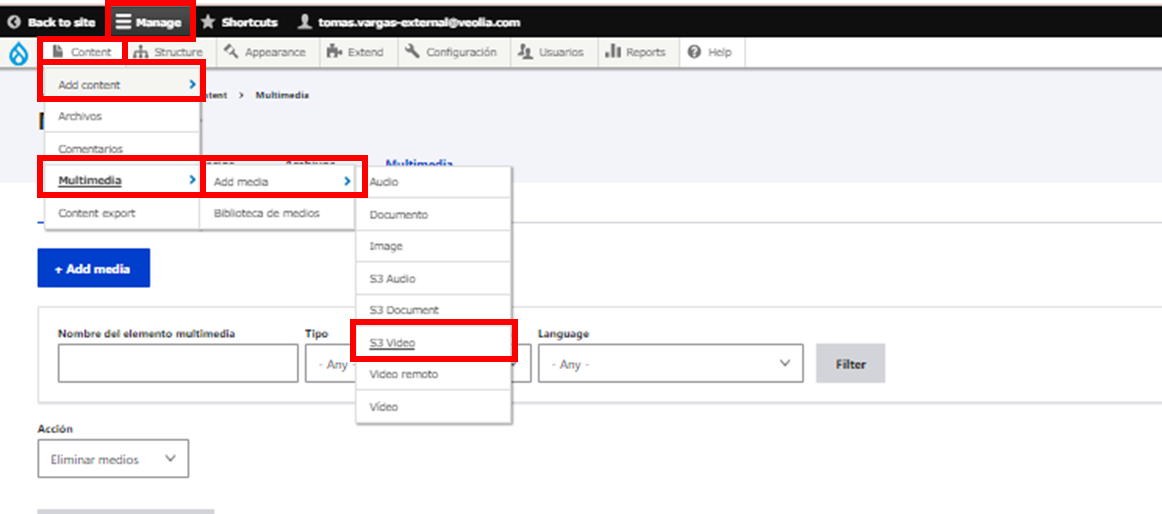 Back to site Manage Shortcuts tomas.vargas-external@veolia.com
Content Structure Appearance Extend Configuración Usuarios Reports Help
Add content
Multimedia
Archivos
Comentarios
Multimedia
Multimedia Add media Audio
Content export Biblioteca de medios Documento
Image
+ Add media S3 Audio
S3 Document
Nombre del elemento multimedia Tipo S3 Video Language
- Any - - Any - Filter
Video remoto
Vídeo
Acción
Eliminar medios